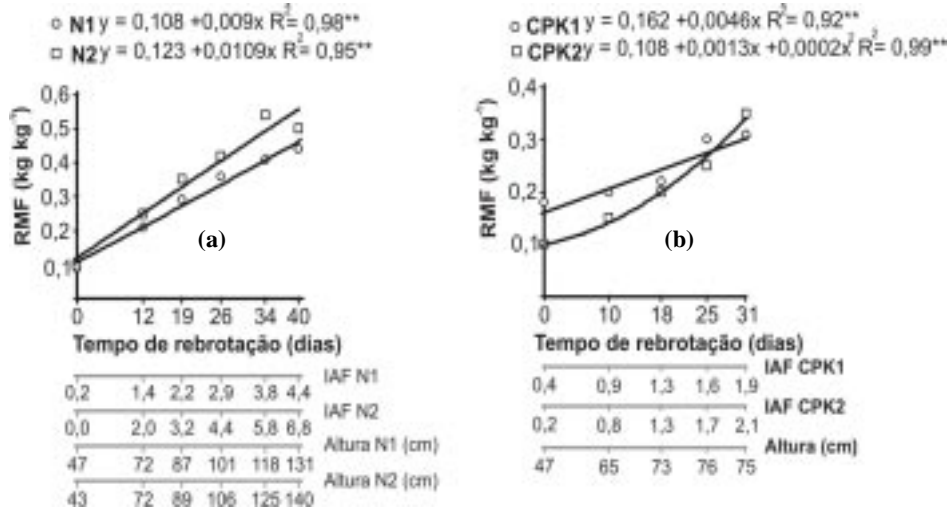 N1 y = 0,108 +0,009x R²= 0,98**
N2 y = 0,123 +0,0109x R²= 0,95**
RMF (kg kg⁻¹)
0,6
0,5
0,4
0,3
0,2
0,1
(a)
0 12 19 26 34 40
Tempo de rebrotação (dias)
IAF N1
0,2 1,4 2,2 2,9 3,8 4,4
IAF N2
0,0 2,0 3,2 4,4 5,8 6,8
Altura N1 (cm)
47 72 87 101 118 131
Altura N2 (cm)
43 72 89 106 125 140
CPK1 y = 0,162 +0,0046x R²= 0,92**
CPK2 y = 0,108 +0,0013x +0,0002x² R²= 0,99**
RMF (kg kg⁻¹)
0,4
0,3
0,2
0,1
(b)
0 10 18 25 31
Tempo de rebrotação (dias)
IAF CPK1
0,4 0,9 1,3 1,6 1,9
IAF CPK2
0,2 0,8 1,3 1,7 2,1
Altura (cm)
47 65 73 76 75